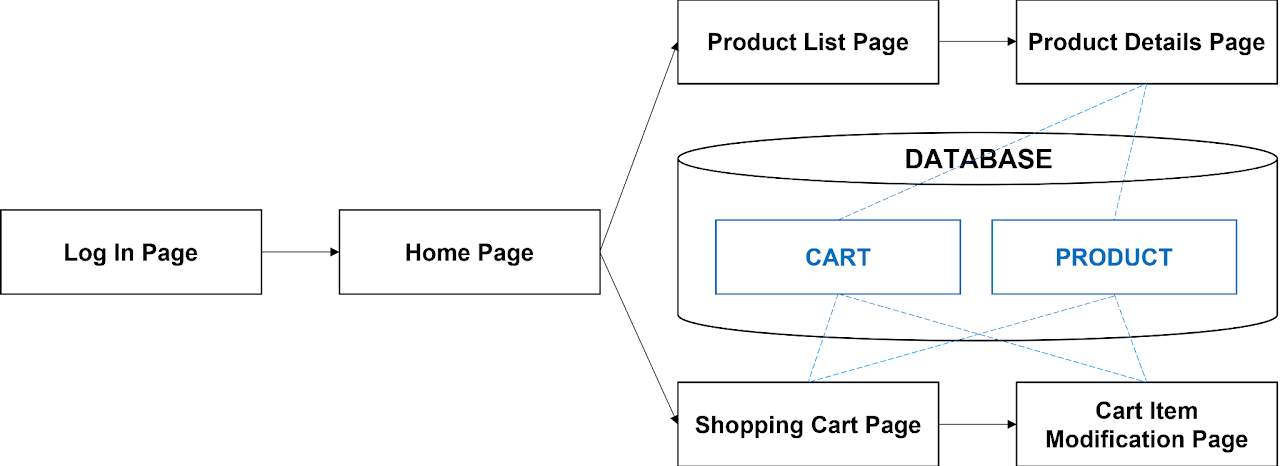 Product List Page
Product Details Page
DATABASE
Log In Page
Home Page
CART
PRODUCT
Shopping Cart Page
Cart Item
Modification Page